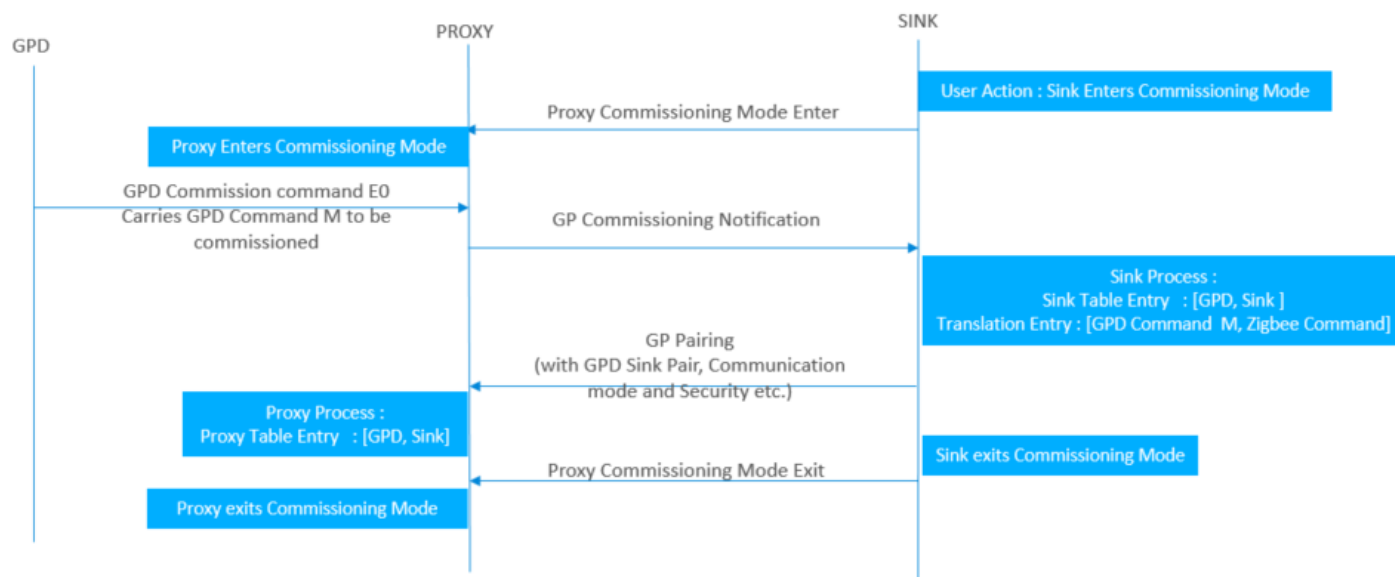 GPD
PROXY
SINK
User Action : Sink Enters Commissioning Mode
Proxy Commissioning Mode Enter
Proxy Enters Commissioning Mode
GPD Commission command E0
Carries GPD Command M to be
commissioned
GP Commissioning Notification
Sink Process :
Sink Table Entry : [GPD, Sink ]
Translation Entry : [GPD Command M, Zigbee Command]
GP Pairing
(with GPD Sink Pair, Communication
mode and Security etc.)
Proxy Process :
Proxy Table Entry : [GPD, Sink]
Sink exits Commissioning Mode
Proxy Commissioning Mode Exit
Proxy exits Commissioning Mode